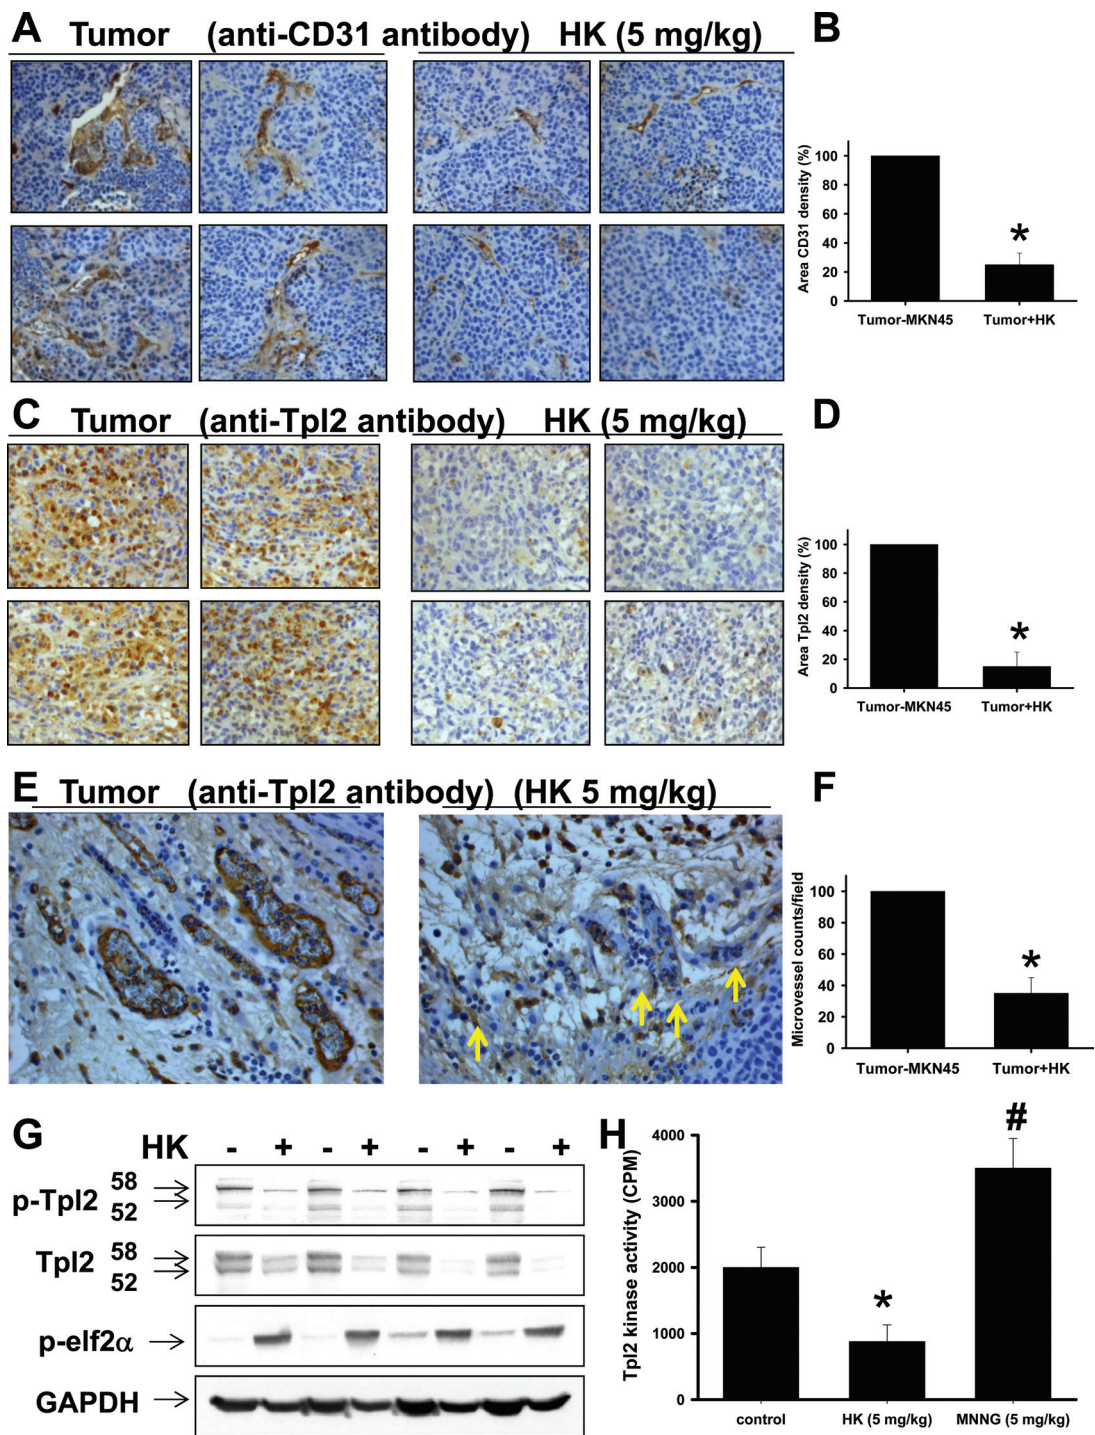 A Tumor (anti-CD31 antibody) HK (5 mg/kg)
B
Area CD31 density (%)
100
80
60
40
20
0
Tumor-MKN45 Tumor+HK
*
C Tumor (anti-Tpl2 antibody) HK (5 mg/kg)
D
Area Tpl2 density (%)
100
80
60
40
20
0
Tumor-MKN45 Tumor+HK
*
E Tumor (anti-Tpl2 antibody) (HK 5 mg/kg)
F
Microvessel counts/field
100
80
60
40
20
0
Tumor-MKN45 Tumor+HK
*
G
HK - + - + - + - +
p-Tpl2 58
52
Tpl2 58
52
p-elf2α
GAPDH
H
Tpl2 kinase activity (CPM)
4000
3000
2000
1000
0
*
#
control HK (5 mg/kg) MNNG (5 mg/kg)